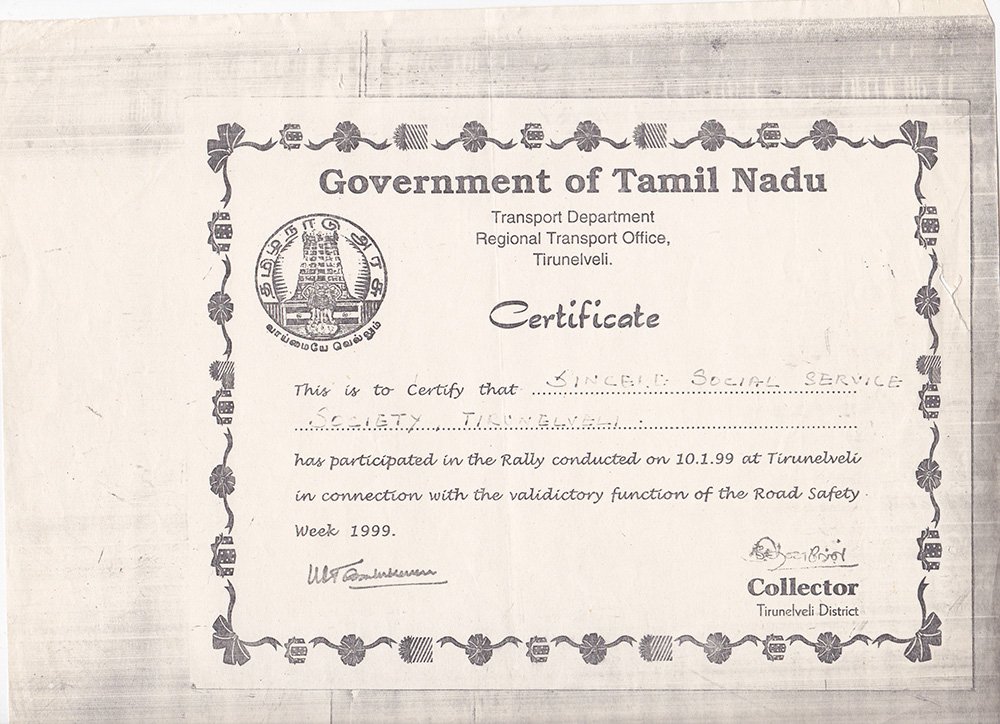 Government of Tamil Nadu
Transport Department
Regional Transport Office,
Tirunelveli.
தமிழ்நாடு அரசு
வாய்மையே வெல்லும்
Certificate
This is to Certify that SOCIAL SERVICE
SOCIETY, TIRUNELVELI.
has participated in the Rally conducted on 10.1.99 at Tirunelveli
in connection with the validictory function of the Road Safety
Week 1999.
Collector
Tirunelveli District